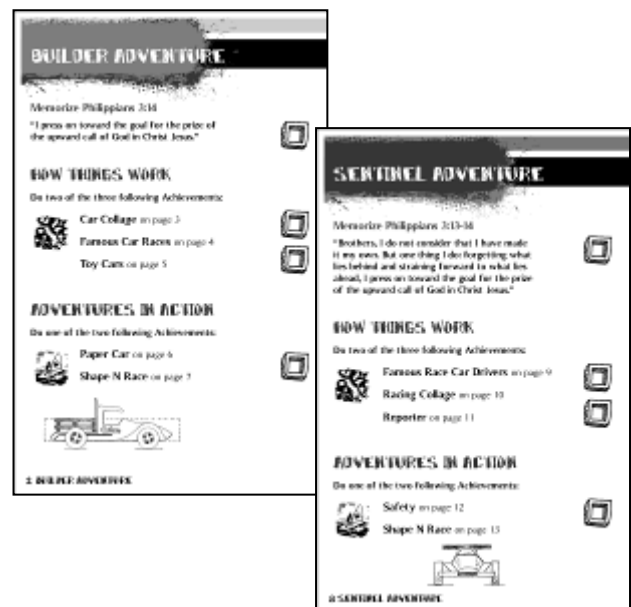 BUILDER ADVENTURE
Memorize Philippians 3:14
"I press on toward the goal for the prize of
the upward call of God in Christ Jesus."
HOW THINGS WORK
Do two of the three following Achievements:
Car Collage on page 3
Famous Car Races on page 4
Toy Cars on page 5
ADVENTURES IN ACTION
Do one of the two following Achievements:
Paper Car on page 6
Shape N Race on page 7
2 BUILDER ADVENTURE
SENTINEL ADVENTURE
Memorize Philippians 3:13-14
"Brothers, I do not consider that I have made
it my own. But one thing I do: forgetting what
lies behind and straining forward to what lies
ahead, I press on toward the goal for the prize
of the upward call of God in Christ Jesus."
HOW THINGS WORK
Do two of the three following Achievements:
Famous Race Car Drivers on page 9
Racing Collage on page 10
Reporter on page 11
ADVENTURES IN ACTION
Do one of the two following Achievements:
Safety on page 12
Shape N Race on page 13
8 SENTINEL ADVENTURE